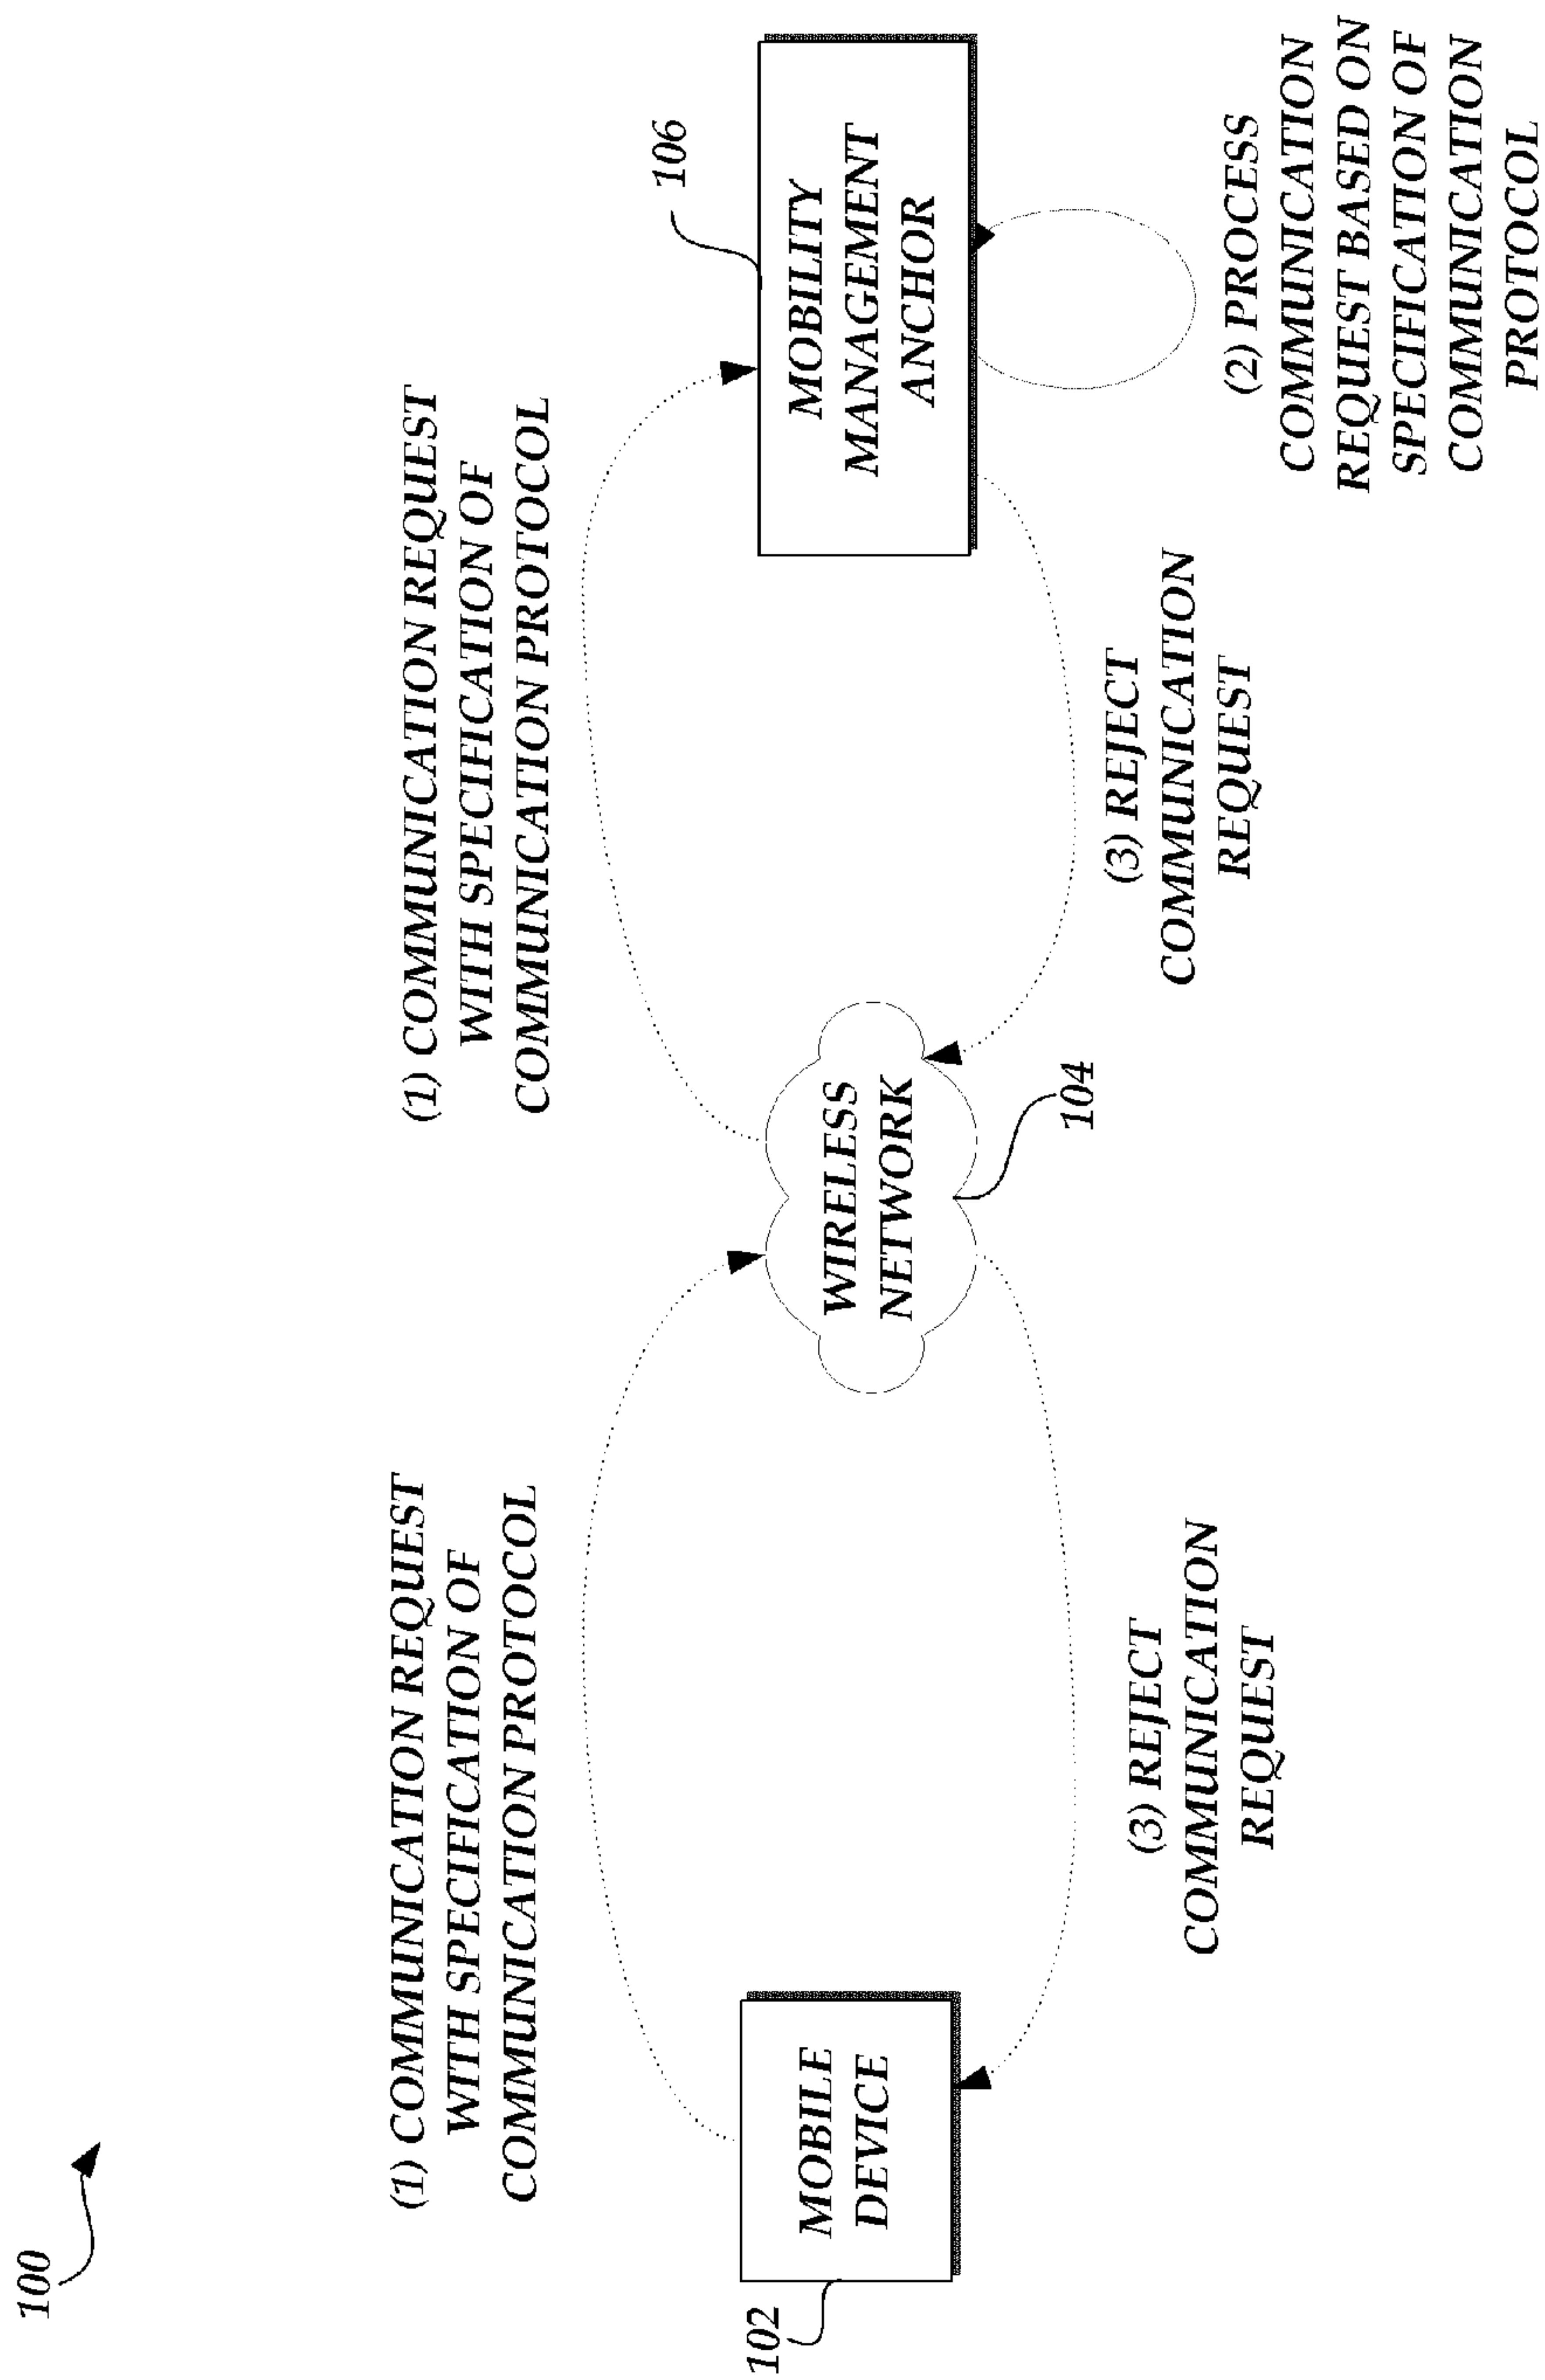 100
(1) COMMUNICATION REQUEST
WITH SPECIFICATION OF
COMMUNICATION PROTOCOL
(1) COMMUNICATION REQUEST
WITH SPECIFICATION OF
COMMUNICATION PROTOCOL
102
MOBILE
DEVICE
WIRELESS
NETWORK
104
106
MOBILITY
MANAGEMENT
ANCHOR
(3) REJECT
COMMUNICATION
REQUEST
(3) REJECT
COMMUNICATION
REQUEST
(2) PROCESS
COMMUNICATION
REQUEST BASED ON
SPECIFICATION OF
COMMUNICATION
PROTOCOL